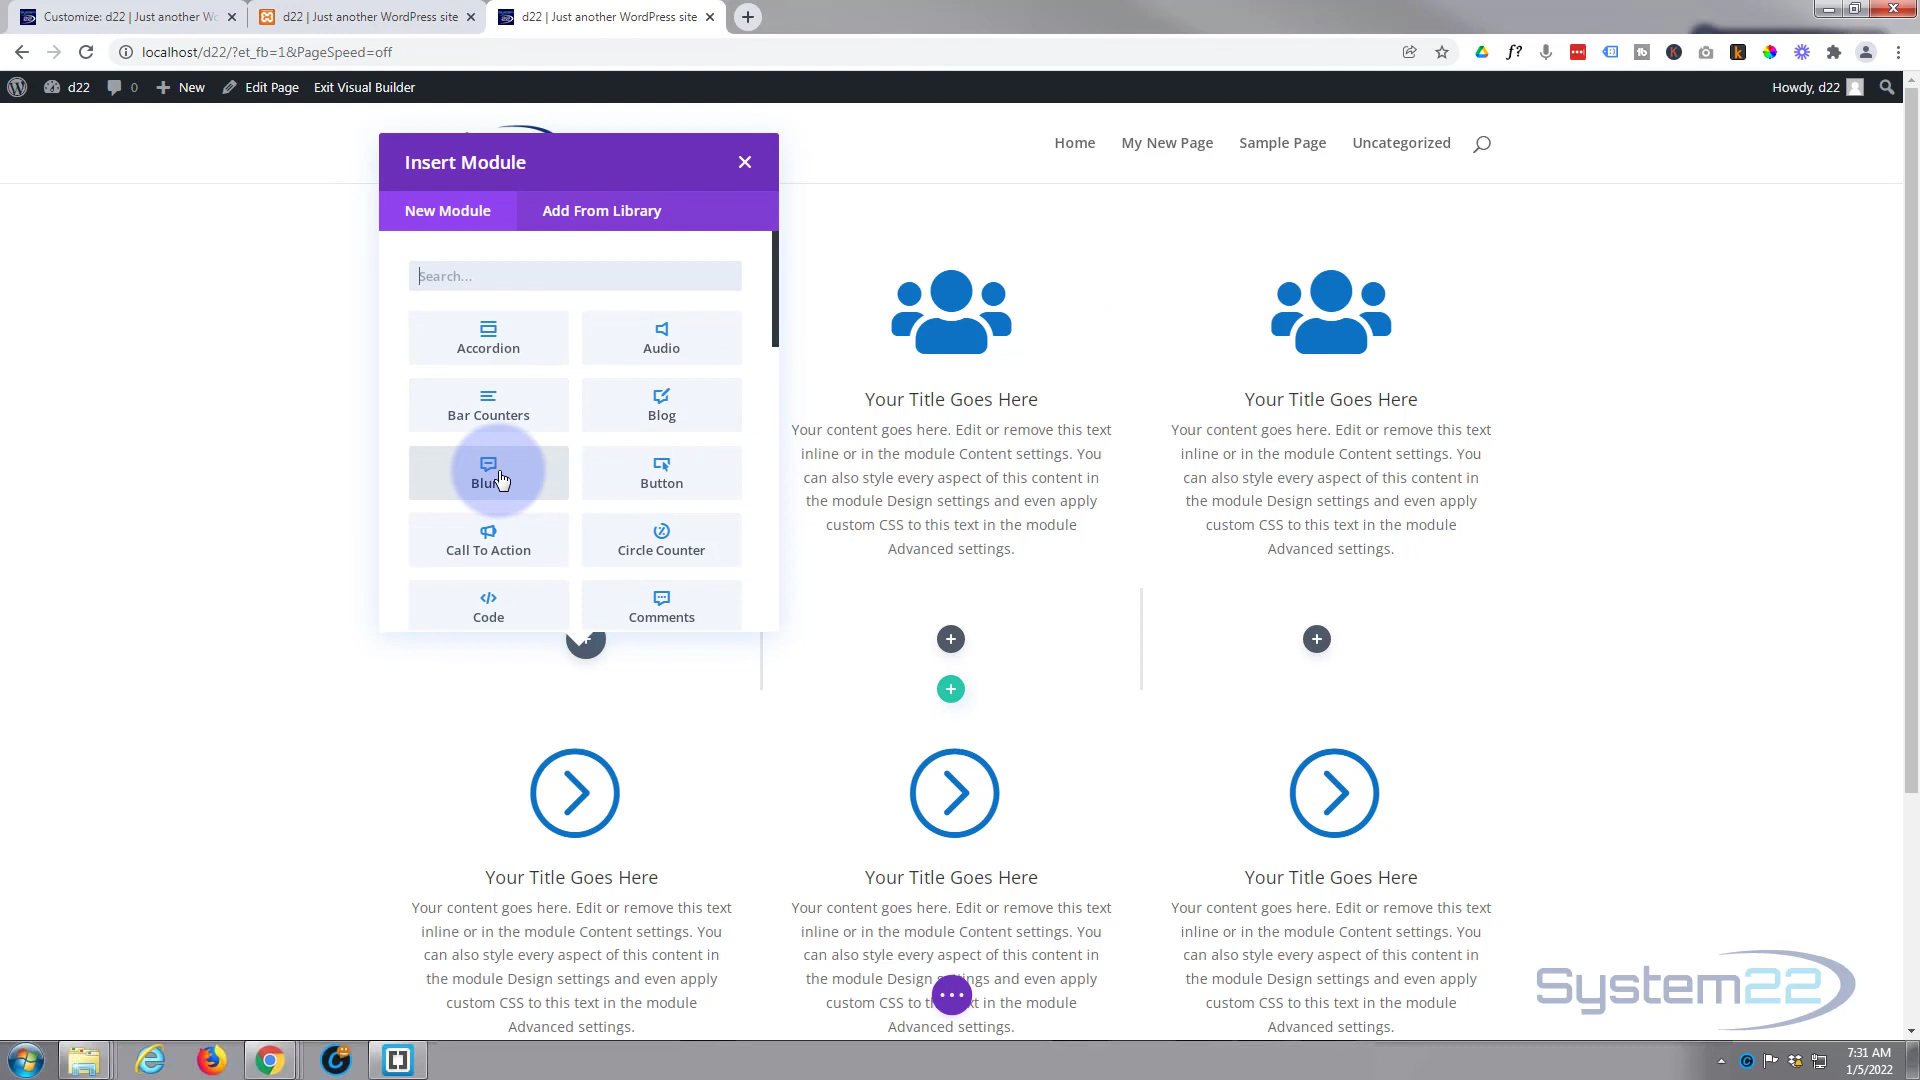 Customize: d22 | Just another Wo
d22 | Just another WordPress site
d22 | Just another WordPress site
localhost/d22/?et_fb=1&PageSpeed=off
d22
0
New
Edit Page
Exit Visual Builder
Howdy, d22
Home
My New Page
Sample Page
Uncategorized
Insert Module
New Module
Add From Library
Search...
Accordion
Audio
Bar Counters
Blog
Button
Call To Action
Circle Counter
Code
Comments
Your Title Goes Here
Your content goes here. Edit or remove this text
inline or in the module Content settings. You
can also style every aspect of this content in
the module Design settings and even apply
custom CSS to this text in the module
Advanced settings.
Your Title Goes Here
Your content goes here. Edit or remove this text
inline or in the module Content settings. You
can also style every aspect of this content in
the module Design settings and even apply
custom CSS to this text in the module
Advanced settings.
Your Title Goes Here
Your content goes here. Edit or remove this text
inline or in the module Content settings. You
can also style every aspect of this content in
the module Design settings and even apply
custom CSS to this text in the module
Advanced settings.
Your Title Goes Here
Your content goes here. Edit or remove this text
inline or in the module Content settings. You
can also style every aspect of this content in
the module Design settings and even apply
custom CSS to this text in the module
Advanced settings.
Your Title Goes Here
Your content goes here. Edit or remove this text
inline or in the module Content settings. You
can also style every aspect of this content in
the module Design settings and even apply
custom CSS to this text in the module
Advanced settings.
System22
7:31 AM
1/5/2022